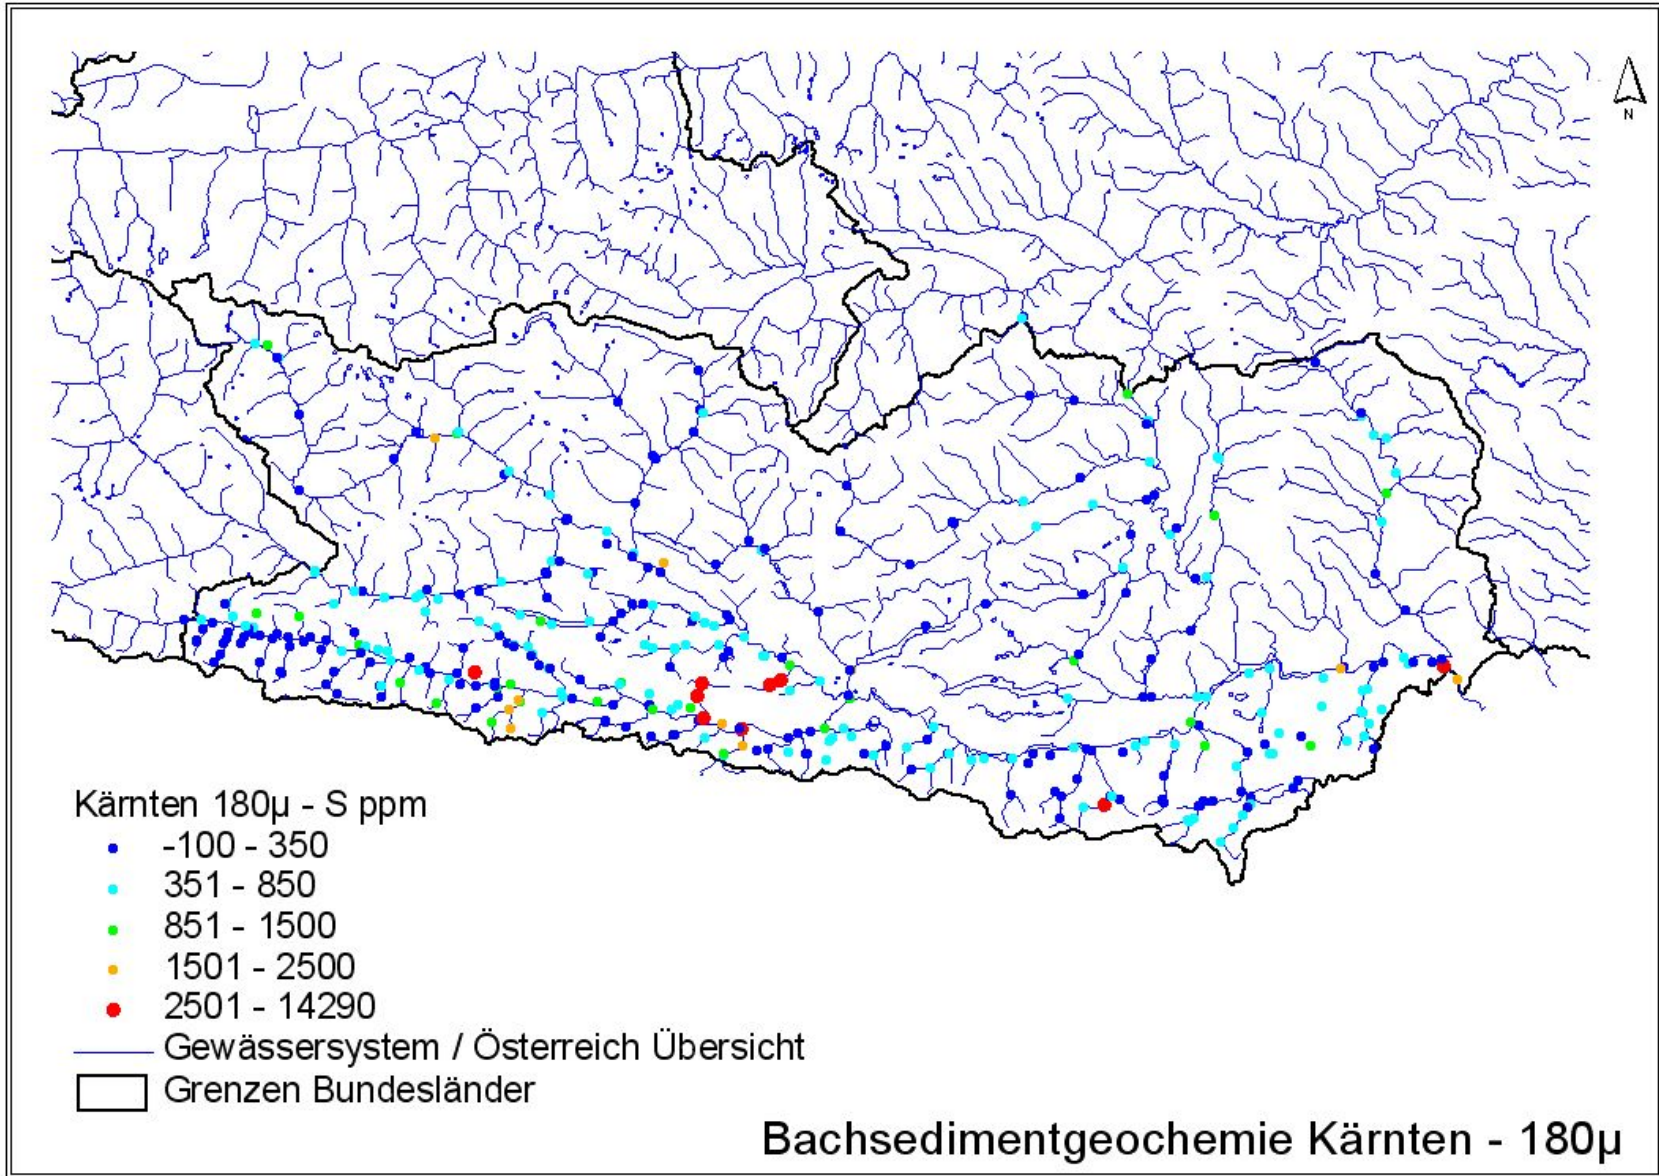 N
Kärnten 180µ - S ppm
-100 - 350
351 - 850
851 - 1500
1501 - 2500
2501 - 14290
Gewässersystem / Österreich Übersicht
Grenzen Bundesländer
Bachsedimentgeochemie Kärnten - 180µ